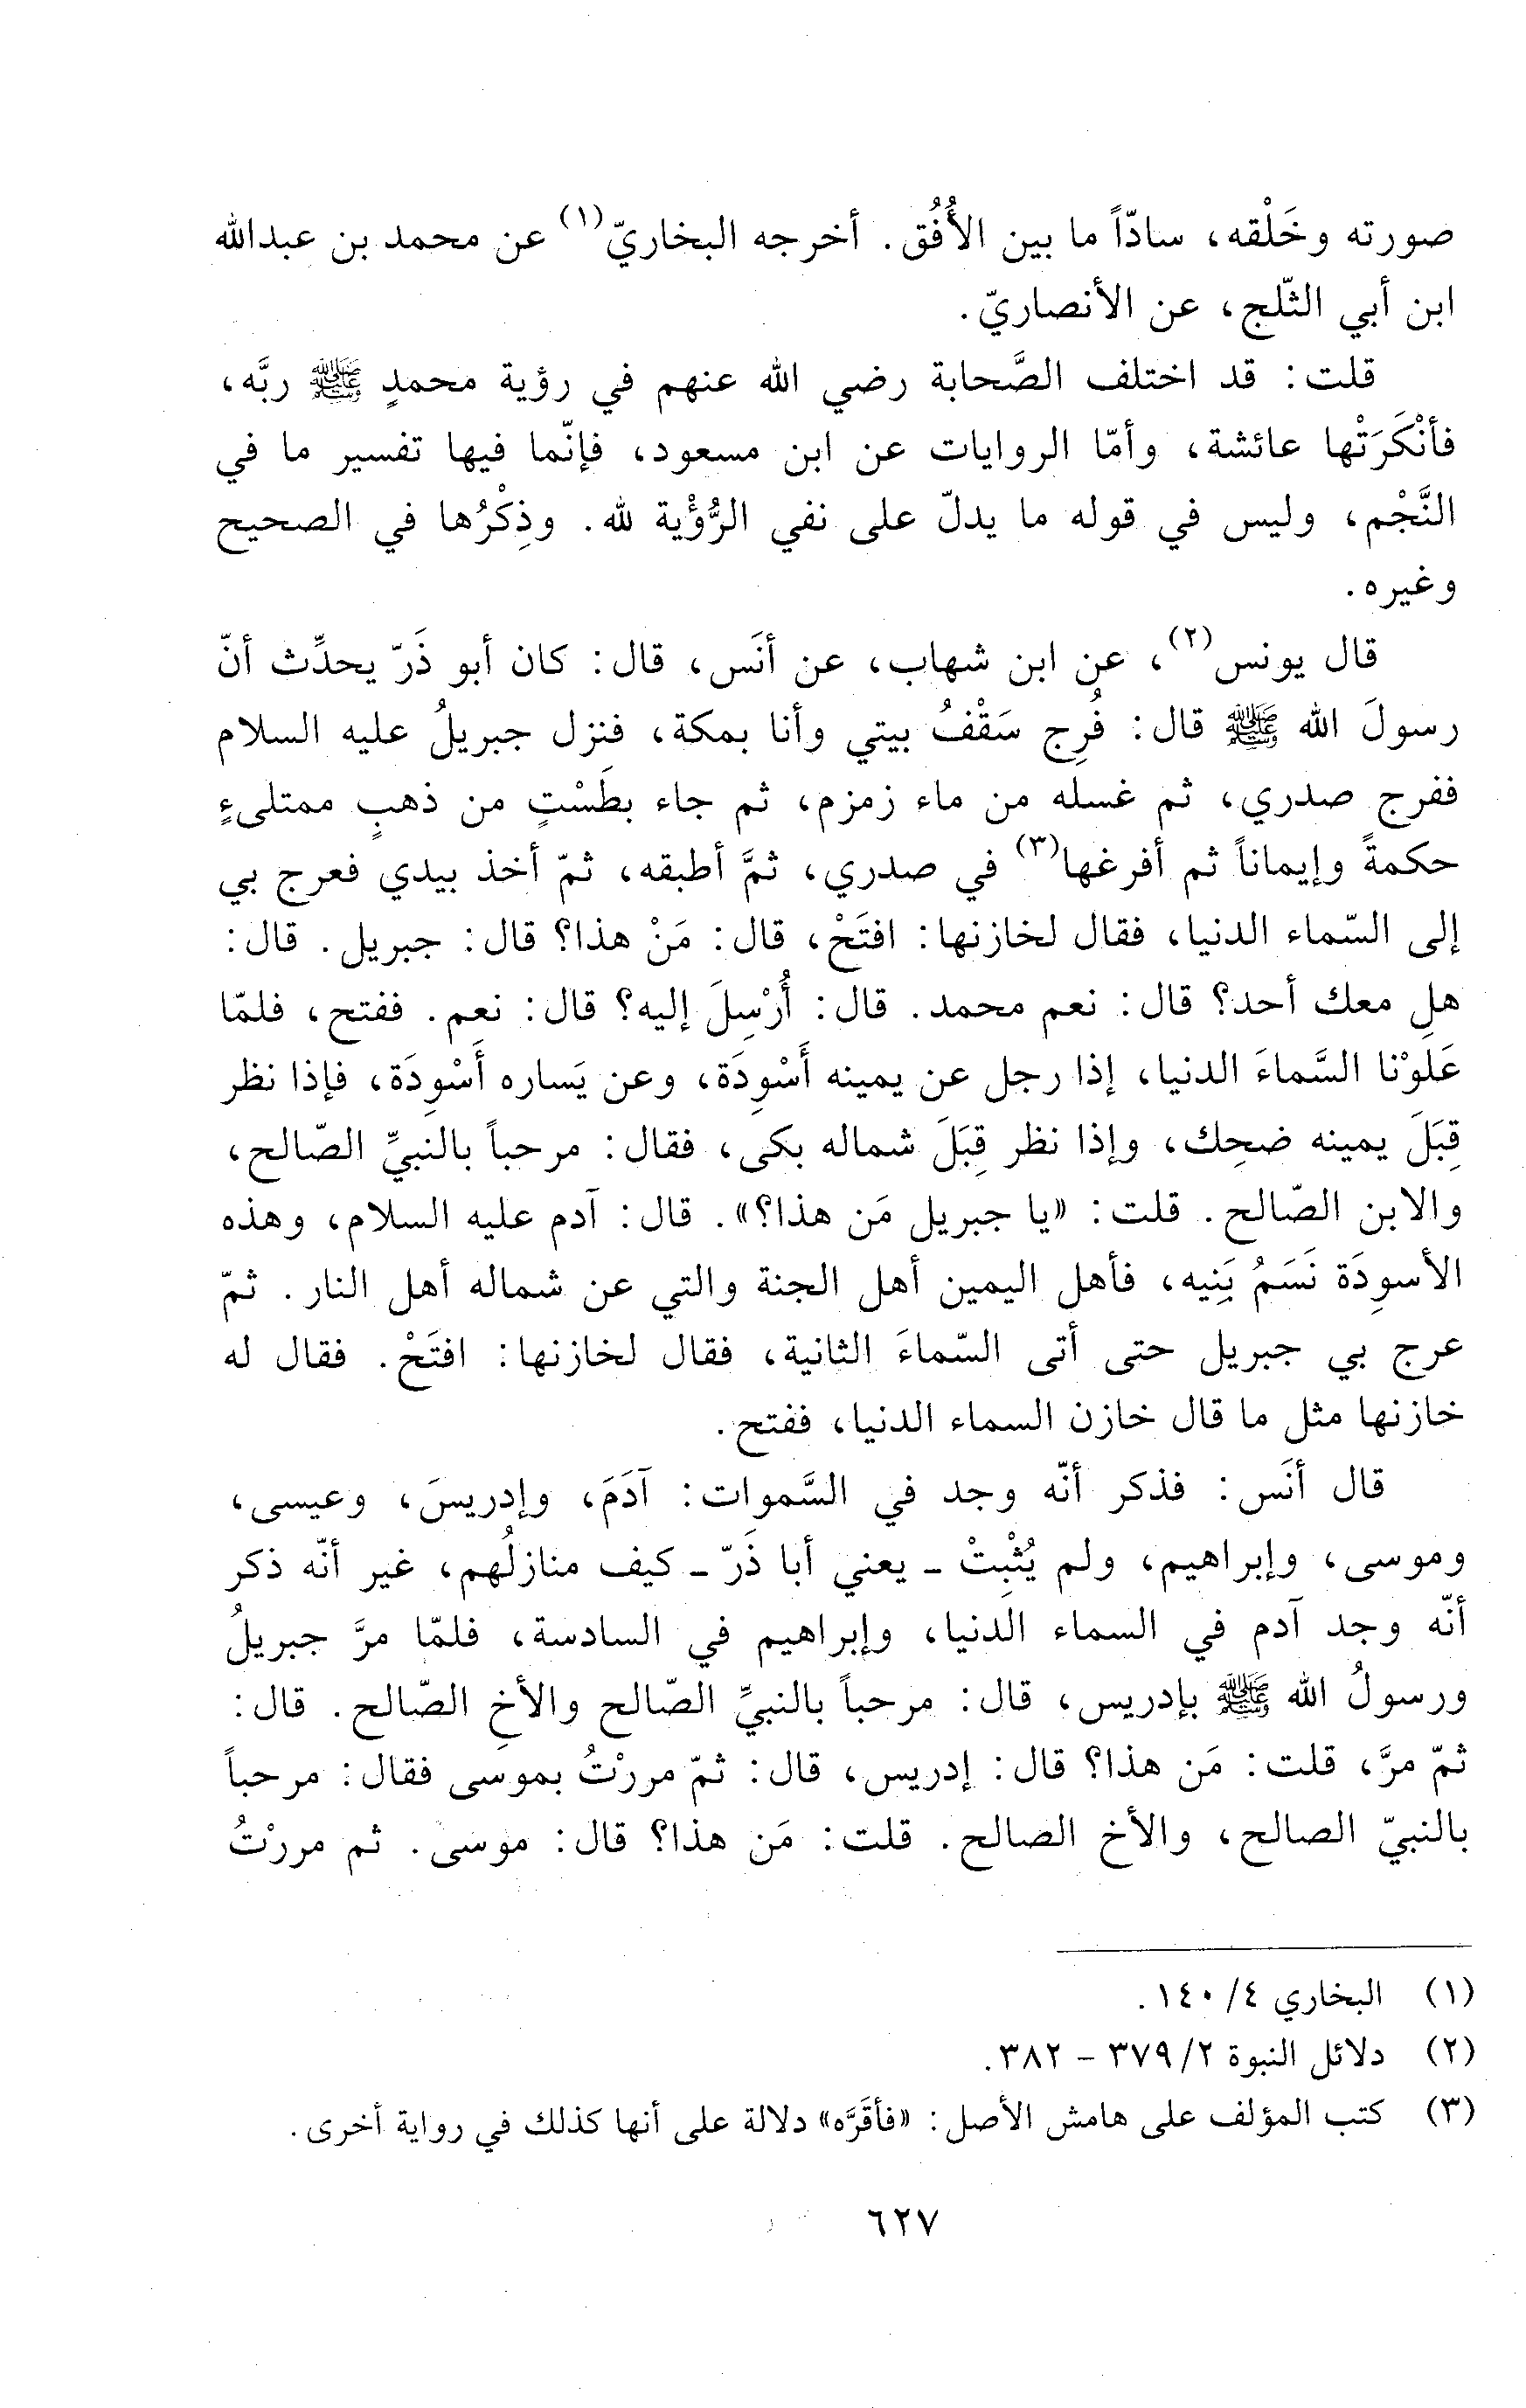 صورته وخَلْقه، سادّاً ما بين الأُفُق. أخرجه البخاريّ(١) عن محمد بن عبدالله
ابن أبي الثّلج، عن الأنصاريّ.
قلت: قد اختلف الصَّحابة رضي الله عنهم في رؤية محمدٍ ﷺ ربَّه،
فأنْكَرَتْها عائشة، وأمّا الروايات عن ابن مسعود، فإنّما فيها تفسير ما في
النَّجْم، وليس في قوله ما يدلّ على نفي الرُّؤْية لله. وذِكْرُها في الصحيح
وغيره.
قال يونس(٢)، عن ابن شهاب، عن أنَس، قال: كان أبو ذَرّ يحدِّث أنّ
رسولَ الله ﷺ قال: فُرِج سَقْفُ بيتي وأنا بمكة، فنزل جبريلُ عليه السلام
ففرج صدري، ثم غسله من ماء زمزم، ثم جاء بطَسْتٍ من ذهبٍ ممتلىءٍ
حكمةً وإيماناً ثم أفرغها(٣) في صدري، ثمَّ أطبقه، ثمّ أخذ بيدي فعرج بي
إلى السّماء الدنيا، فقال لخازنها: افتَحْ، قال: مَنْ هذا؟ قال: جبريل. قال:
هل معك أحد؟ قال: نعم محمد. قال: أُرْسِلَ إليه؟ قال: نعم. ففتح، فلمّا
عَلَوْنا السَّماءَ الدنيا، إذا رجل عن يمينه أَسْوِدَة، وعن يَساره أَسْوِدَة، فإذا نظر
قِبَلَ يمينه ضحِك، وإذا نظر قِبَلَ شماله بكى، فقال: مرحباً بالنبيِّ الصّالح،
والابن الصّالح. قلت: «يا جبريل مَن هذا؟». قال: آدم عليه السلام، وهذه
الأسوِدَة نَسَمُ بَنِيه، فأهل اليمين أهل الجنة والتي عن شماله أهل النار. ثمّ
عرج بي جبريل حتى أتى السّماءَ الثانية، فقال لخازنها: افتَحْ. فقال له
خازنها مثل ما قال خازن السماء الدنيا، ففتح.
قال أنَس: فذكر أنّه وجد في السَّموات: آدَمَ، وإدريسَ، وعيسى،
وموسى، وإبراهيم، ولم يُثْبِتْ ـ يعني أبا ذَرّ ـ كيف منازلُهم، غير أنّه ذكر
أنّه وجد آدم في السماء الدنيا، وإبراهيم في السادسة، فلمّا مرَّ جبريلُ
ورسولُ الله ﷺ بإدريس، قال: مرحباً بالنبيِّ الصّالح والأخِ الصّالح. قال:
ثمّ مرَّ، قلت: مَن هذا؟ قال: إدريس، قال: ثمّ مررْتُ بموسى فقال: مرحباً
بالنبيّ الصالح، والأخ الصالح. قلت: مَن هذا؟ قال: موسى. ثم مررْتُ
(١) البخاري ٤/ ١٤٠.
(٢) دلائل النبوة ٢/ ٣٧٩ – ٣٨٢.
(٣) كتب المؤلف على هامش الأصل: «فأقَرَّه» دلالة على أنها كذلك في رواية أخرى.
٦٢٧